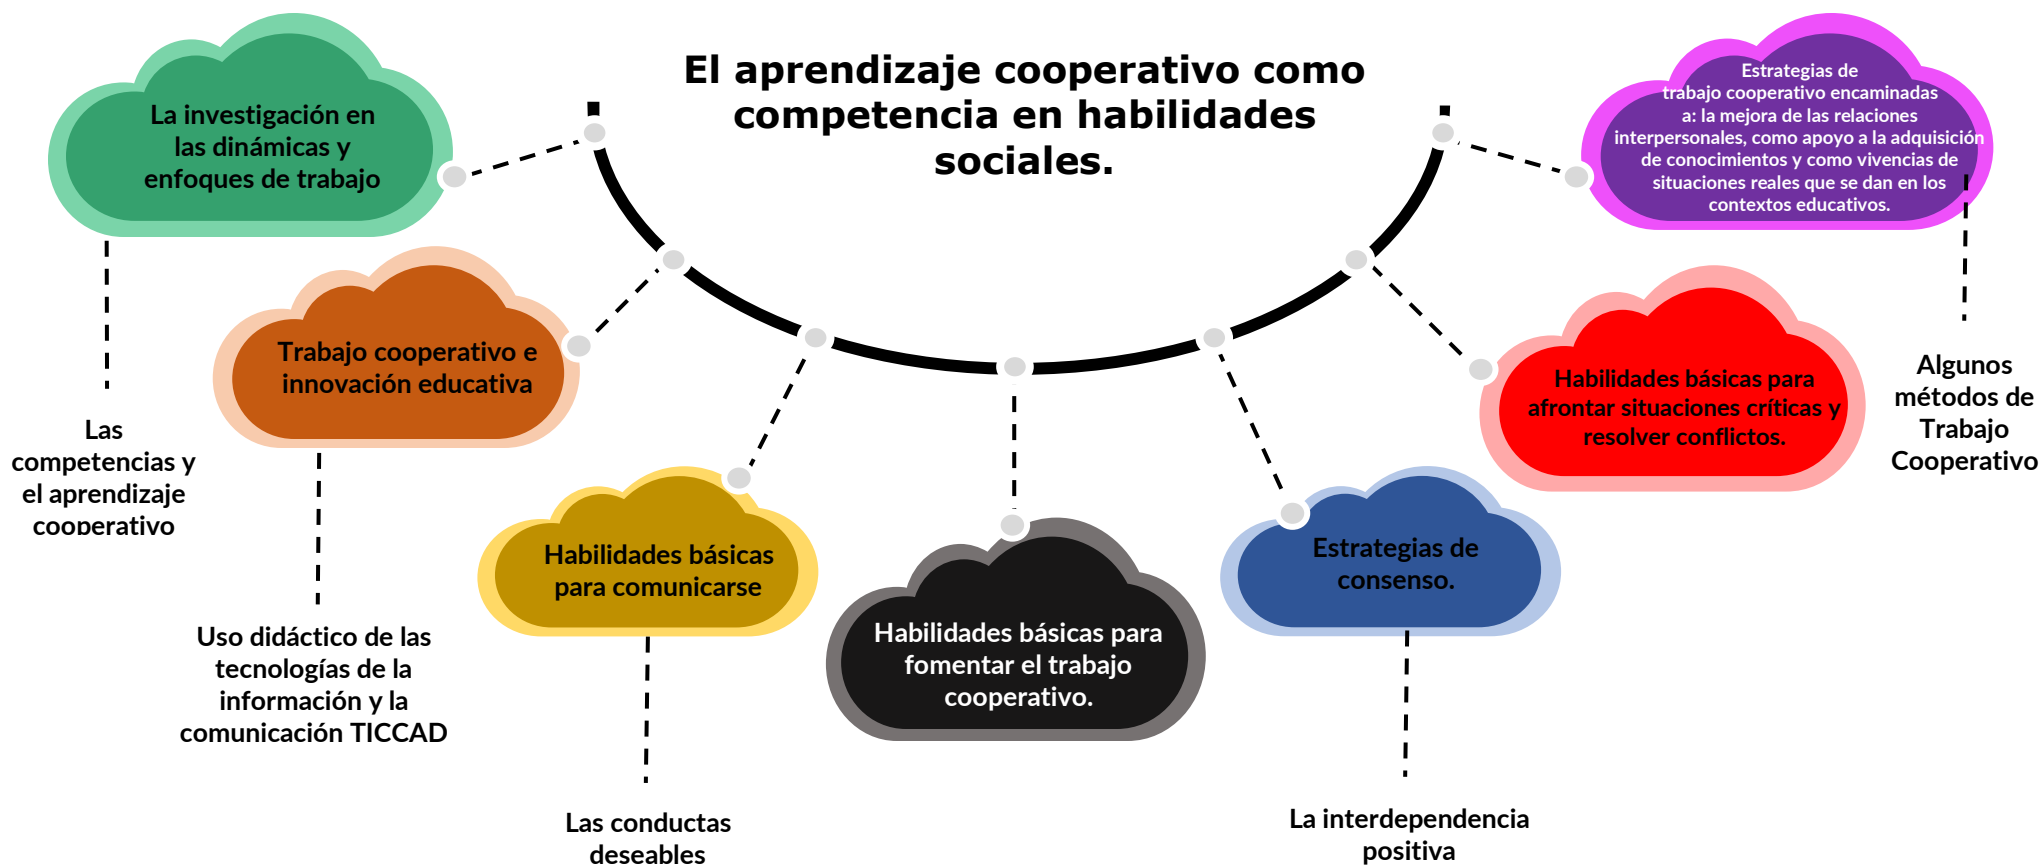 El aprendizaje cooperativo como
competencia en habilidades
sociales.
La investigación en
las dinámicas y
enfoques de trabajo
Las
competencias y
el aprendizaje
cooperativo
Trabajo cooperativo e
innovación educativa
Uso didáctico de las
tecnologías de la
información y la
comunicación TICCAD
Habilidades básicas
para comunicarse
Las conductas
deseables
Habilidades básicas para
fomentar el trabajo
cooperativo.
Estrategias de
consenso.
La interdependencia
positiva
Habilidades básicas para
afrontar situaciones críticas y
resolver conflictos.
Estrategias de
trabajo cooperativo encaminadas
a: la mejora de las relaciones
interpersonales, como apoyo a la adquisición
de conocimientos y como vivencias de
situaciones reales que se dan en los
contextos educativos.
Algunos
métodos de
Trabajo
Cooperativo